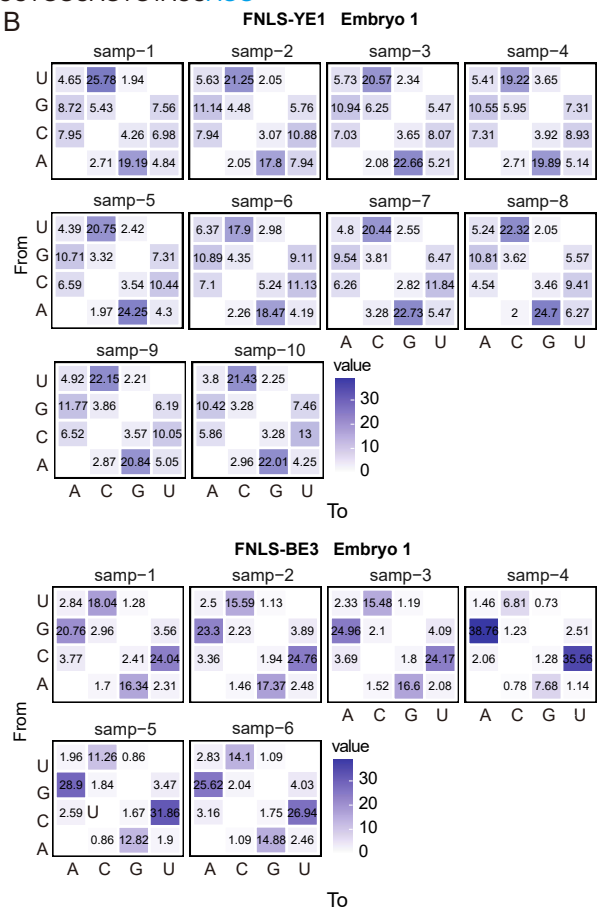 B
FNLS-YE1 Embryo 1
samp-1 samp-2 samp-3 samp-4
U 4.65 25.78 1.94 5.63 21.25 2.05 5.73 20.57 2.34 5.41 19.22 3.65
G 8.72 5.43 7.56 11.14 4.48 5.76 10.94 6.25 5.47 10.55 5.95 7.31
C 7.95 4.26 6.98 7.94 3.07 10.88 7.03 3.65 8.07 7.31 3.92 8.93
A 2.71 19.19 4.84 2.05 17.8 7.94 2.08 22.66 5.21 2.71 19.89 5.14
samp-5 samp-6 samp-7 samp-8
From
U 4.39 20.75 2.42 6.37 17.9 2.98 4.8 20.44 2.55 5.24 22.32 2.05
G 10.71 3.32 7.31 10.89 4.35 9.11 9.54 3.81 6.47 10.81 3.62 5.57
C 6.59 3.54 10.44 7.1 5.24 11.13 6.26 2.82 11.84 4.54 3.46 9.41
A 1.97 24.25 4.3 2.26 18.47 4.19 3.28 22.73 5.47 2 24.7 6.27
A C G U A C G U
samp-9 samp-10
U 4.92 22.15 2.21 3.8 21.43 2.25
G 11.77 3.86 6.19 10.42 3.28 7.46
C 6.52 3.57 10.05 5.86 3.28 13
A 2.87 20.84 5.05 2.96 22.01 4.25
A C G U A C G U
value
30
20
10
0
To
FNLS-BE3 Embryo 1
samp-1 samp-2 samp-3 samp-4
U 2.84 18.04 1.28 2.5 15.59 1.13 2.33 15.48 1.19 1.46 6.81 0.73
G 20.76 2.96 3.56 23.3 2.23 3.89 24.96 2.1 4.09 38.76 1.23 2.51
C 3.77 2.41 24.04 3.36 1.94 24.76 3.69 1.8 24.17 2.06 1.28 35.56
A 1.7 16.34 2.31 1.46 17.37 2.48 1.52 16.6 2.08 0.78 7.68 1.14
A C G U A C G U
From
samp-5 samp-6
U 1.96 11.26 0.86 2.83 14.1 1.09
G 28.9 1.84 3.47 25.62 2.04 4.03
C 2.59 U 1.67 31.86 3.16 1.75 26.94
A 0.86 12.82 1.9 1.09 14.88 2.46
A C G U A C G U
value
30
20
10
0
To